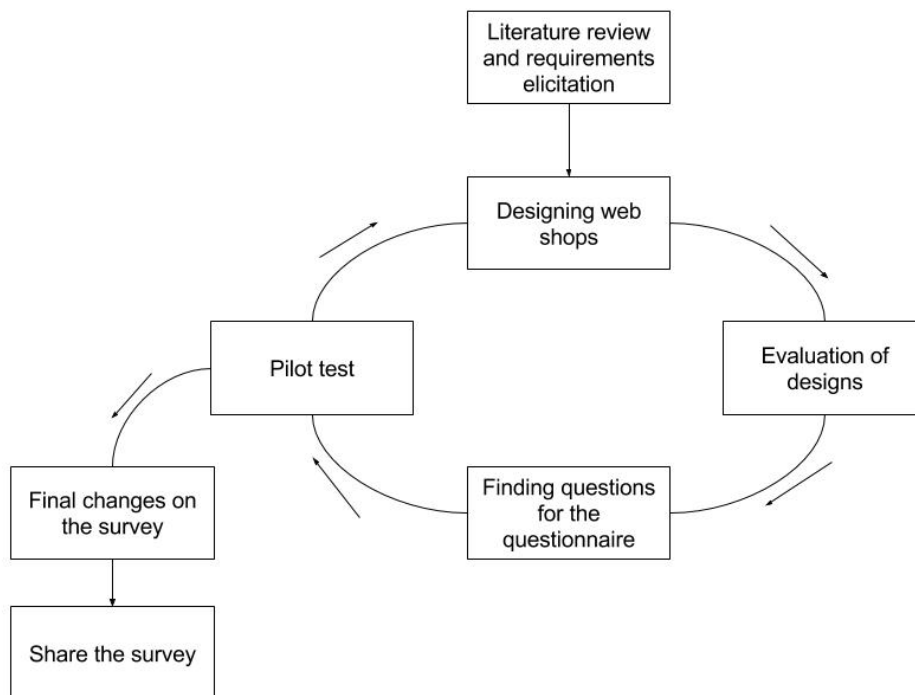 Literature review
and requirements
elicitation
Designing web
shops
Evaluation of
designs
Pilot test
Finding questions
for the
questionnaire
Final changes on
the survey
Share the survey